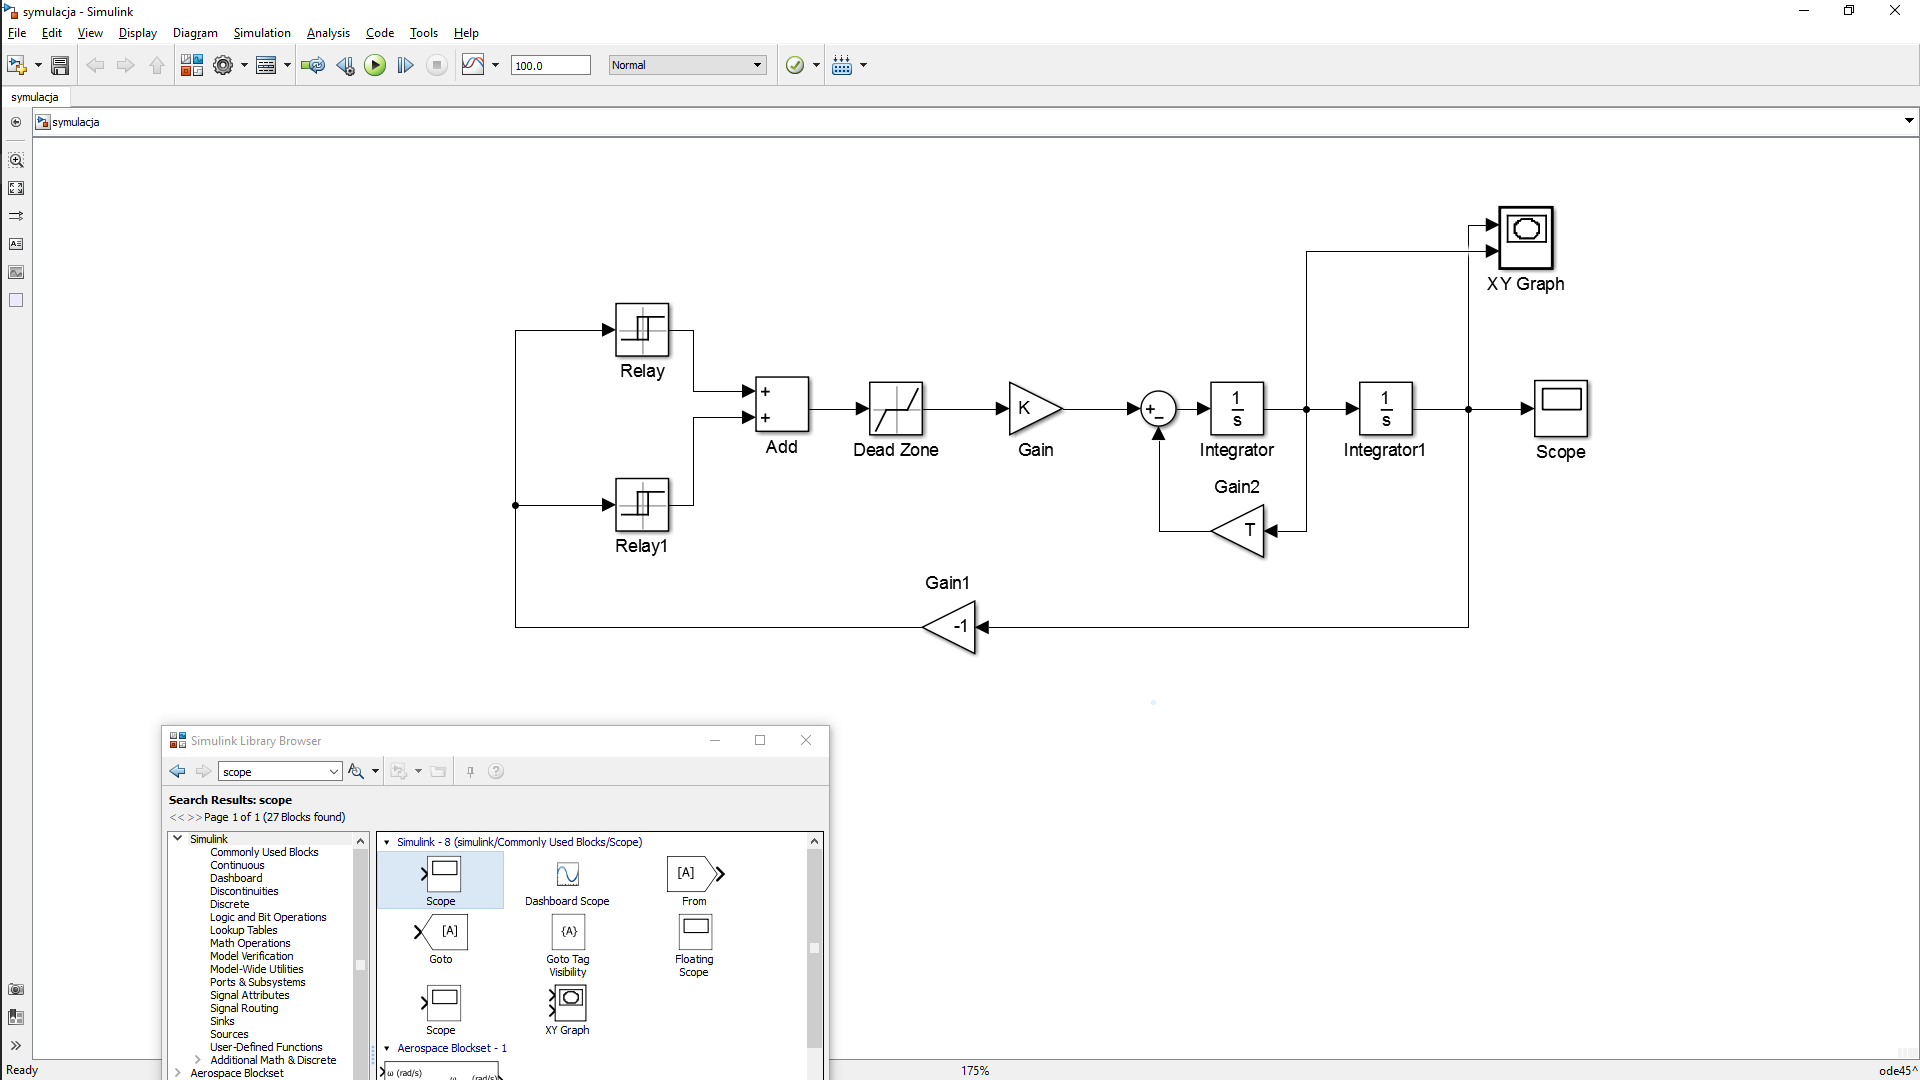 symulacja - Simulink
File Edit View Display Diagram Simulation Analysis Code Tools Help
100.0 Normal
symulacja
symulacja
XY Graph
Relay
+
+
Add
Dead Zone
K
Gain
+
−
1
s
Integrator
1
s
Integrator1
Scope
Gain2
T
Relay1
Gain1
-1
Simulink Library Browser
scope
Search Results: scope
<< >> Page 1 of 1 (27 Blocks found)
Simulink
Commonly Used Blocks
Continuous
Dashboard
Discontinuities
Discrete
Logic and Bit Operations
Lookup Tables
Math Operations
Model Verification
Model-Wide Utilities
Ports & Subsystems
Signal Attributes
Signal Routing
Sinks
Sources
User-Defined Functions
Additional Math & Discrete
Aerospace Blockset
Simulink - 8 (simulink/Commonly Used Blocks/Scope)
[A]
Scope Dashboard Scope From
[A] {A}
Goto Goto Tag Visibility Floating Scope
Scope XY Graph
Aerospace Blockset - 1
ω (rad/s)
Ready 175% ode45^